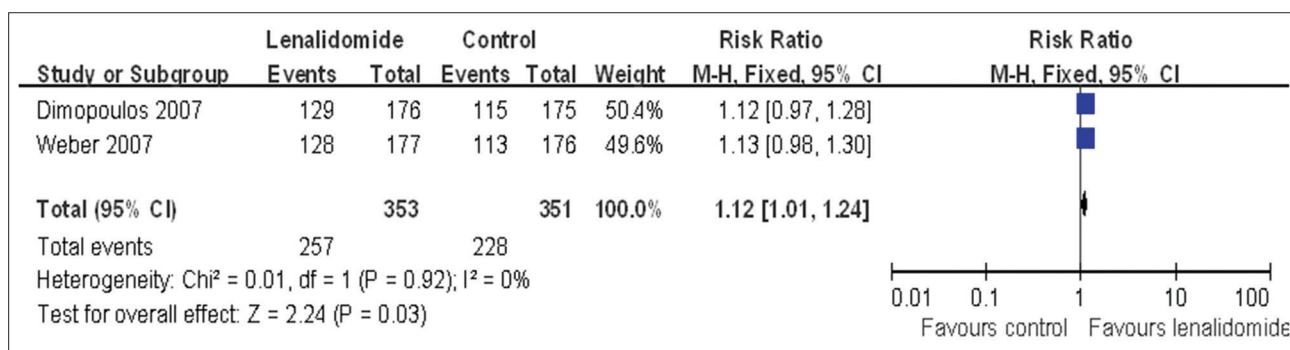 Lenalidomide Control Risk Ratio Risk Ratio
Study or Subgroup Events Total Events Total Weight M-H, Fixed, 95% CI M-H, Fixed, 95% CI
Dimopoulos 2007 129 176 115 175 50.4% 1.12 [0.97, 1.28]
Weber 2007 128 177 113 176 49.6% 1.13 [0.98, 1.30]
Total (95% CI) 353 351 100.0% 1.12 [1.01, 1.24]
Total events 257 228
Heterogeneity: Chi² = 0.01, df = 1 (P = 0.92); I² = 0%
Test for overall effect: Z = 2.24 (P = 0.03)
0.01 0.1 1 10 100
Favours control Favours lenalidomide